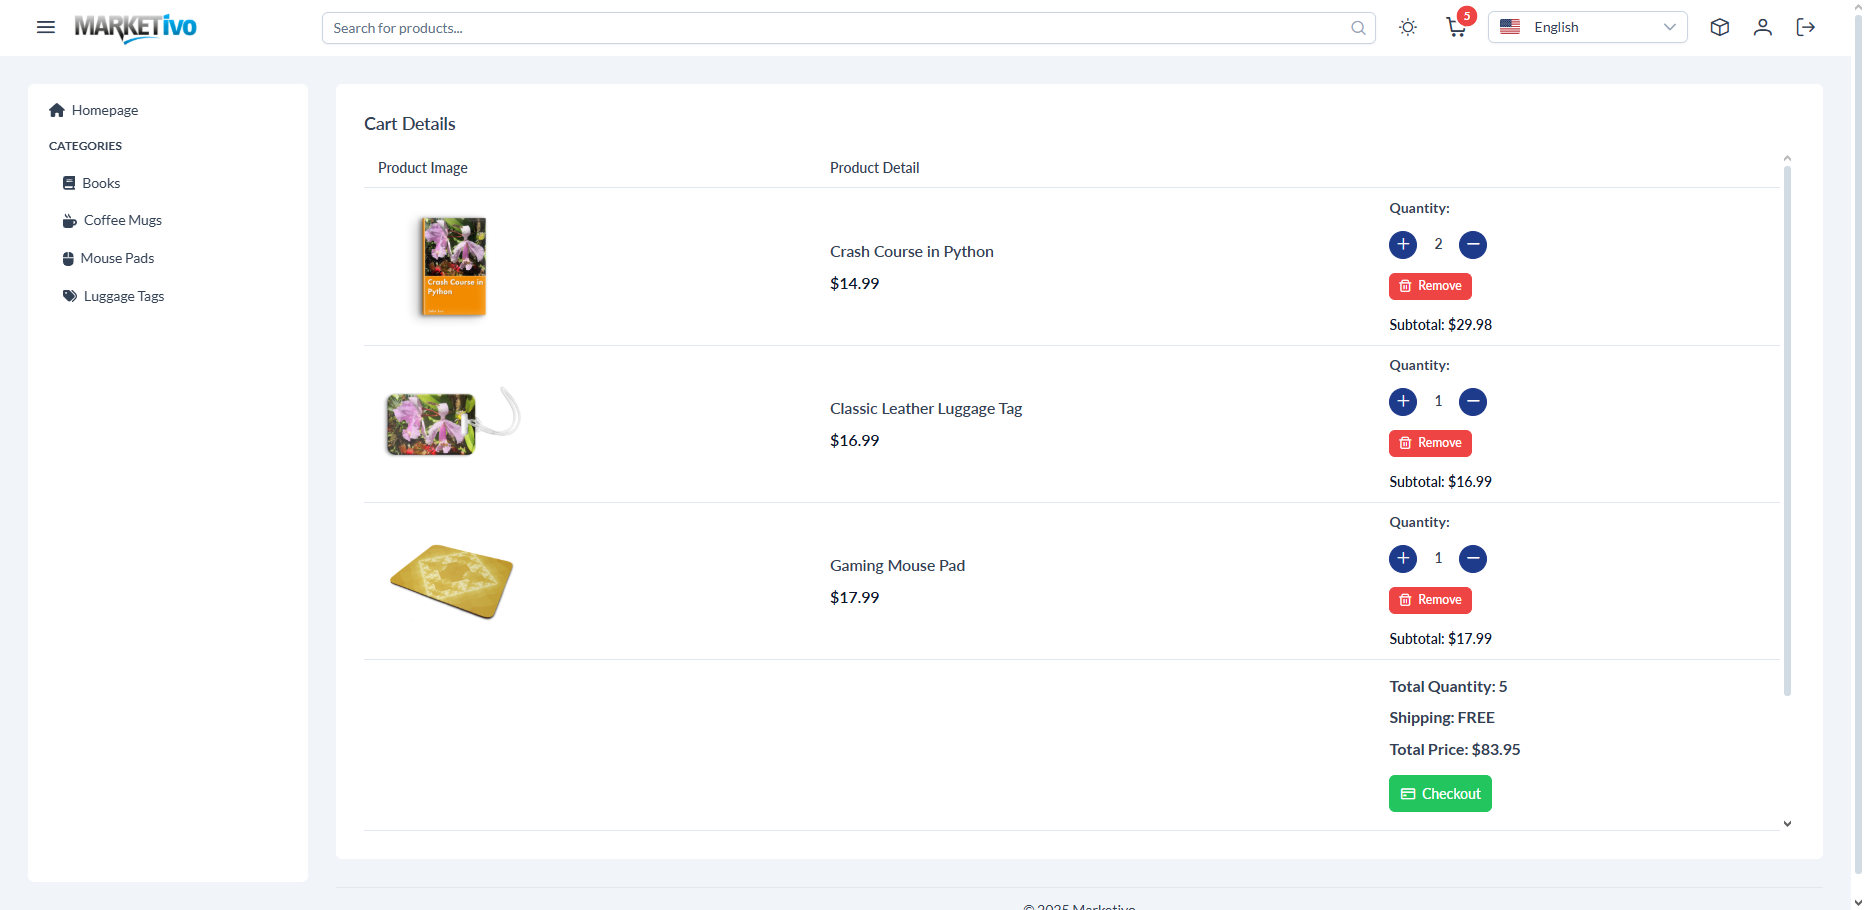 MARKETivo
Search for products...
5
English
Homepage
CATEGORIES
Books
Coffee Mugs
Mouse Pads
Luggage Tags
Cart Details
Product Image
Product Detail
Crash Course in
Python
Crash Course in Python
$14.99
Quantity:
2
Remove
Subtotal: $29.98
Classic Leather Luggage Tag
$16.99
Quantity:
1
Remove
Subtotal: $16.99
Gaming Mouse Pad
$17.99
Quantity:
1
Remove
Subtotal: $17.99
Total Quantity: 5
Shipping: FREE
Total Price: $83.95
Checkout
© 2025 Marketivo